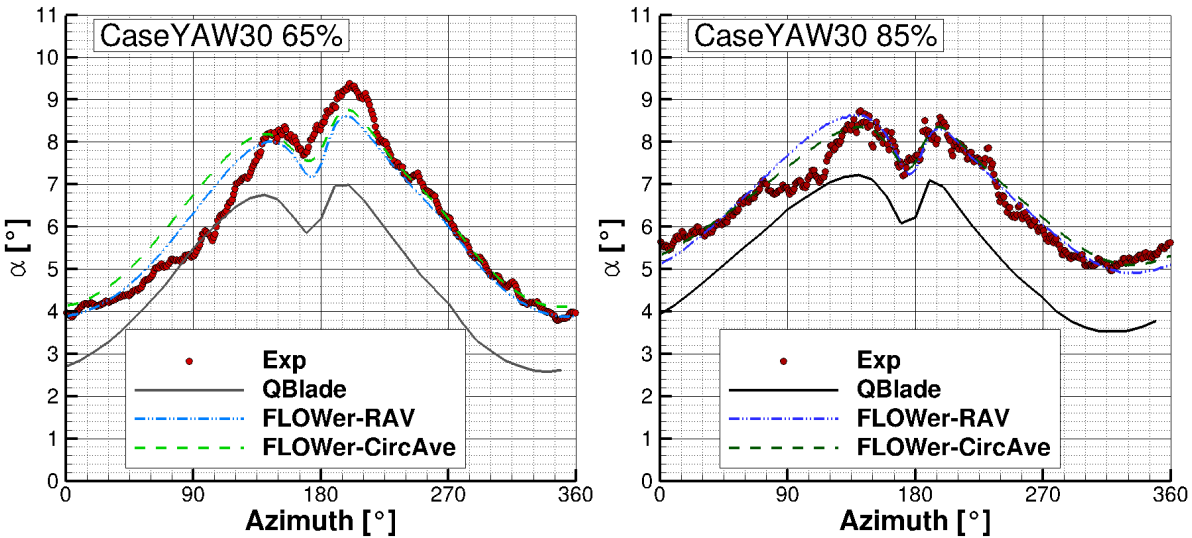 CaseYAW30 65%
α [°]
11
10
9
8
7
6
5
4
3
2
1
0
Exp
QBlade
FLOWer-RAV
FLOWer-CircAve
0
90
180
270
360
Azimuth [°]
CaseYAW30 85%
α [°]
11
10
9
8
7
6
5
4
3
2
1
0
Exp
QBlade
FLOWer-RAV
FLOWer-CircAve
0
90
180
270
360
Azimuth [°]